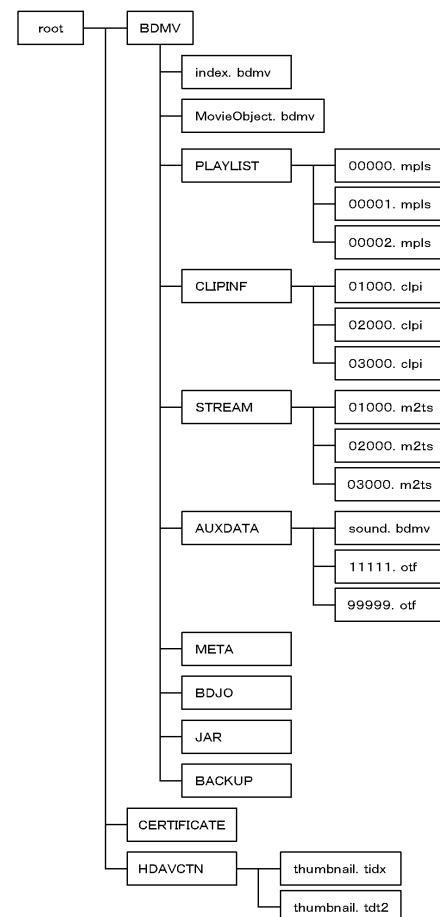 root
BDMV
index. bdmv
MovieObject. bdmv
PLAYLIST
00000. mpls
00001. mpls
00002. mpls
CLIPINF
01000. clpi
02000. clpi
03000. clpi
STREAM
01000. m2ts
02000. m2ts
03000. m2ts
AUXDATA
sound. bdmv
11111. otf
99999. otf
META
BDJO
JAR
BACKUP
CERTIFICATE
HDAVCTN
thumbnail. tidx
thumbnail. tdt2